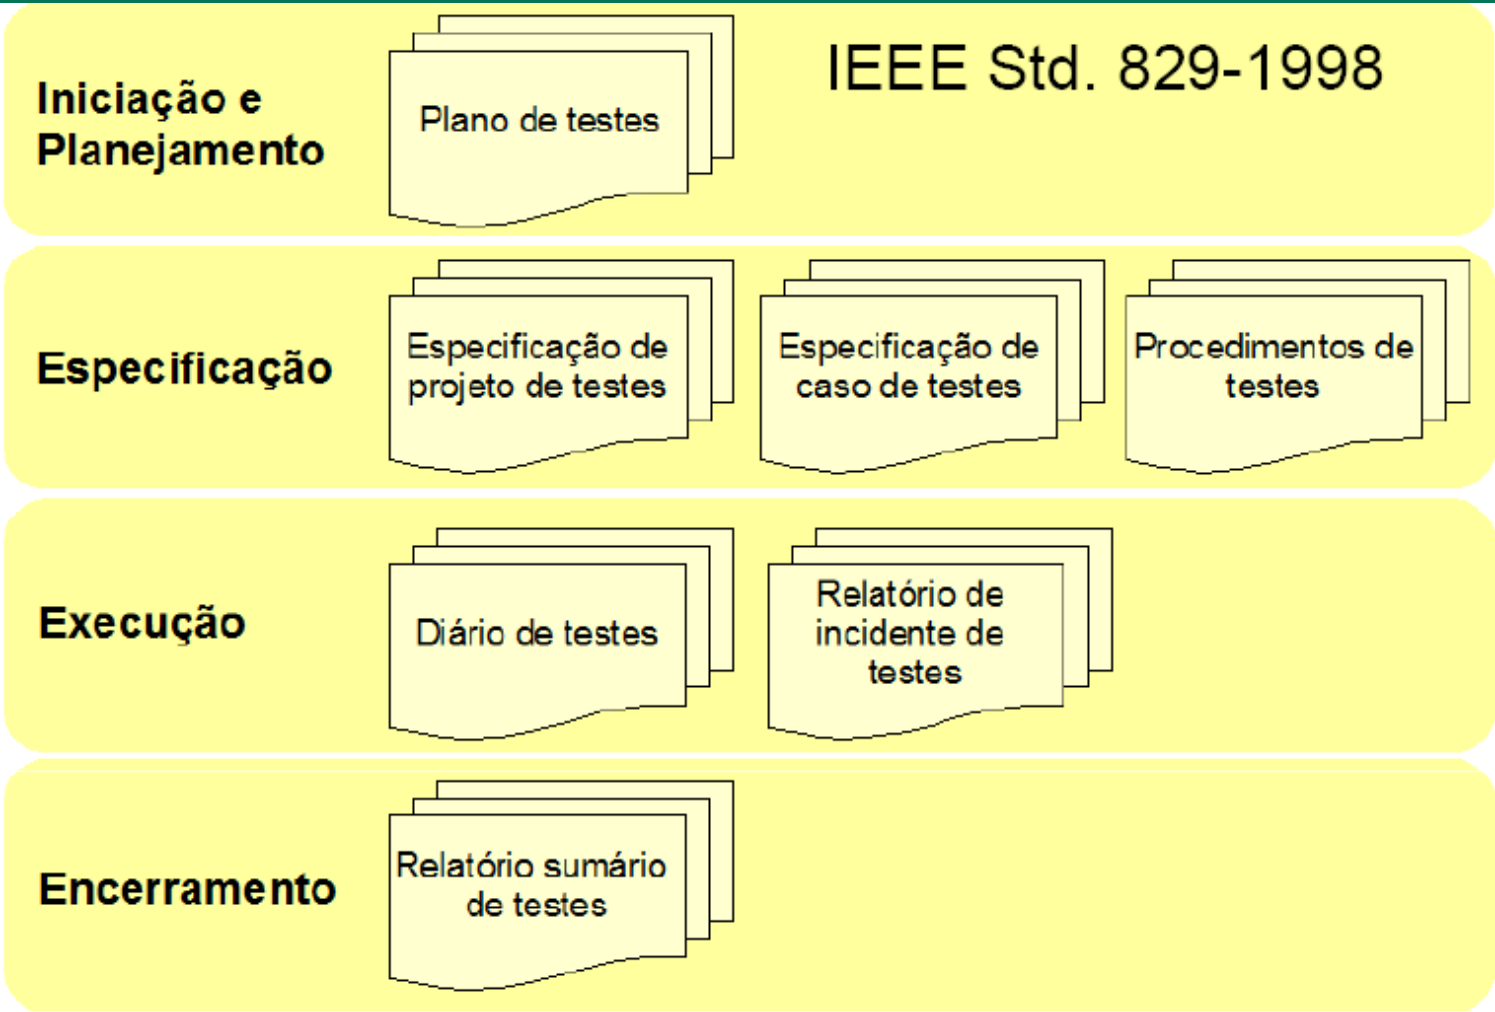 IEEE Std. 829-1998
Iniciação e
Planejamento
Plano de testes
Especificação
Especificação de
projeto de testes
Especificação de
caso de testes
Procedimentos de
testes
Execução
Diário de testes
Relatório de
incidente de
testes
Encerramento
Relatório sumário
de testes